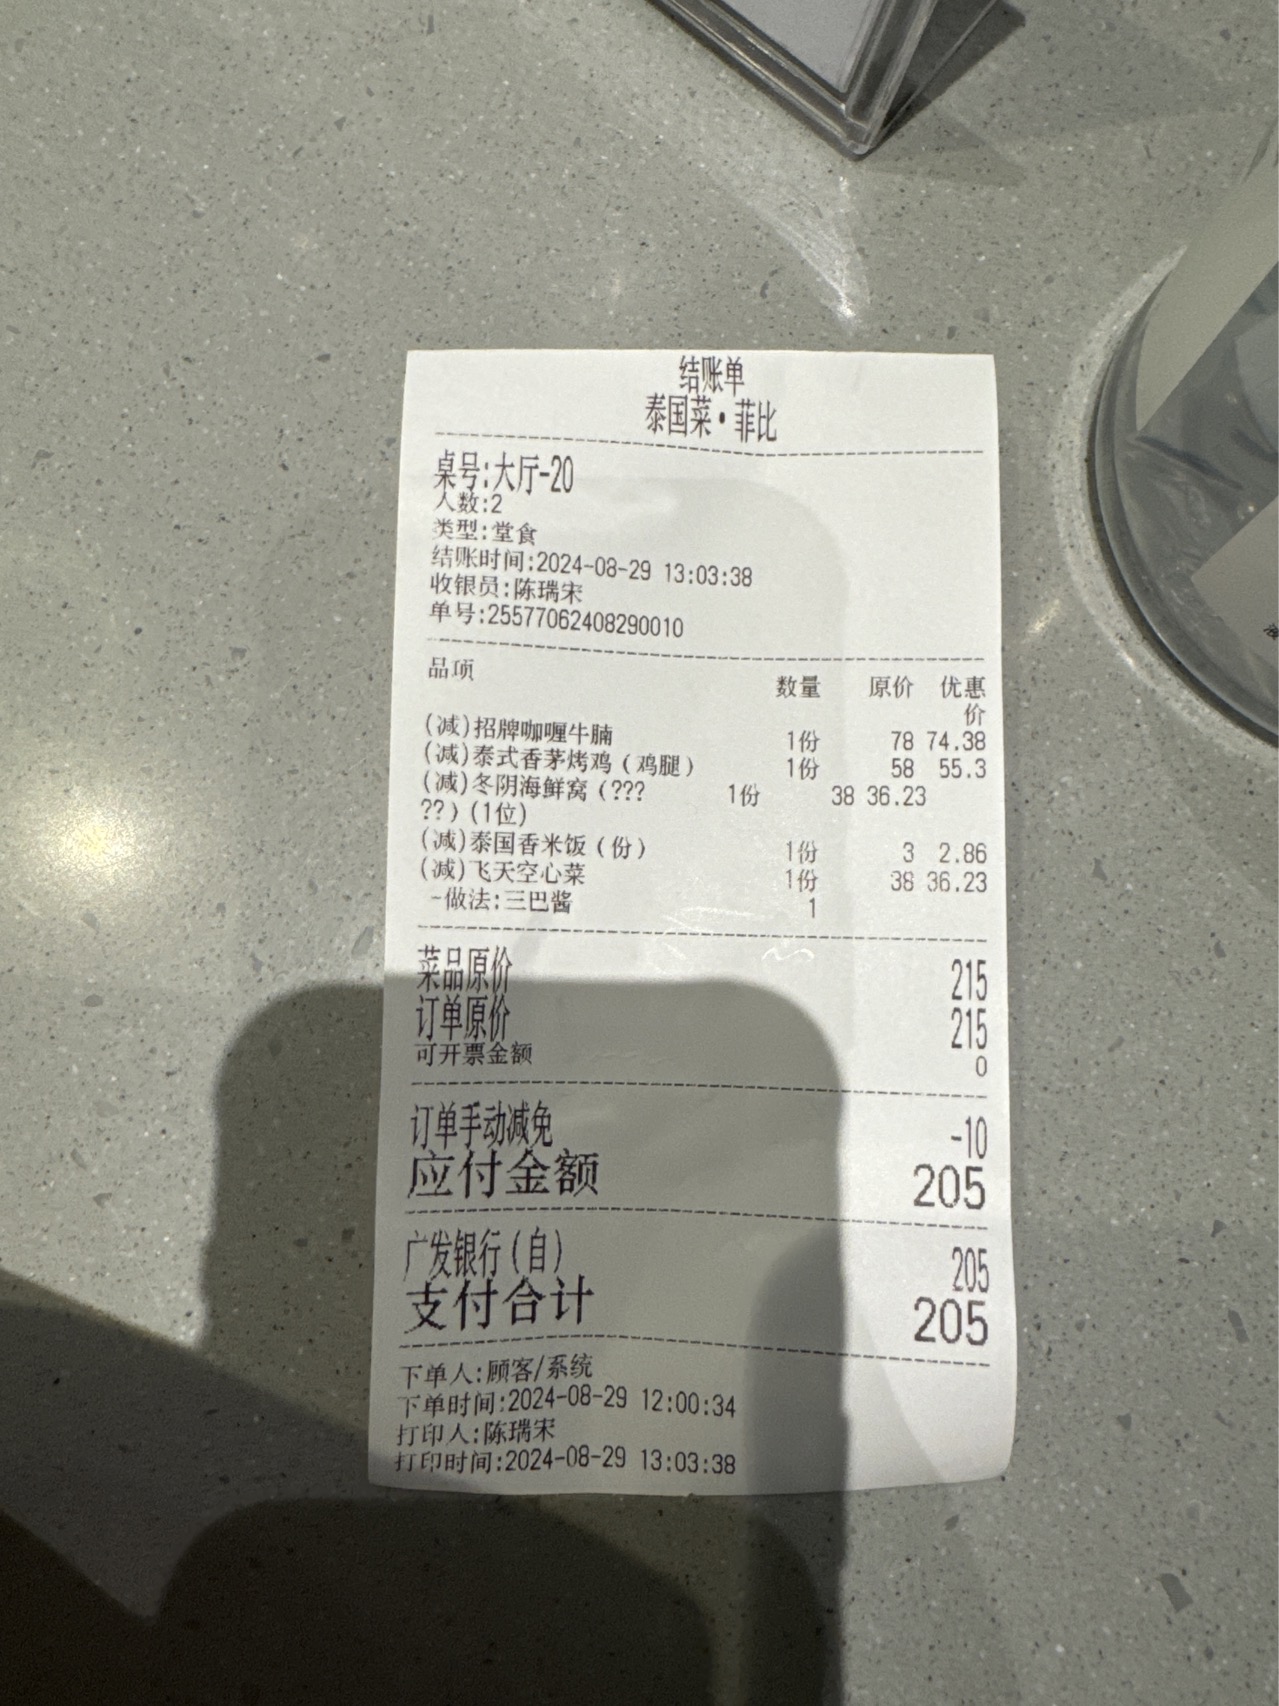 结账单
泰国菜·菲比
桌号:大厅-20
人数:2
类型:堂食
结账时间:2024-08-29 13:03:38
收银员:陈瑞宋
单号:25577062408290010
品项 数量 原价 优惠价
(减)招牌咖喱牛腩 1份 78 74.38
(减)泰式香茅烤鸡(鸡腿) 1份 58 55.3
(减)冬阴海鲜窝(??? 1份 38 36.23
??)(1位)
(减)泰国香米饭(份) 1份 3 2.86
(减)飞天空心菜 1份 38 36.23
-做法:三巴酱 1
菜品原价 215
订单原价 215
可开票金额 0
订单手动减免 -10
应付金额 205
广发银行(自) 205
支付合计 205
下单人:顾客/系统
下单时间:2024-08-29 12:00:34
打印人:陈瑞宋
打印时间:2024-08-29 13:03:38